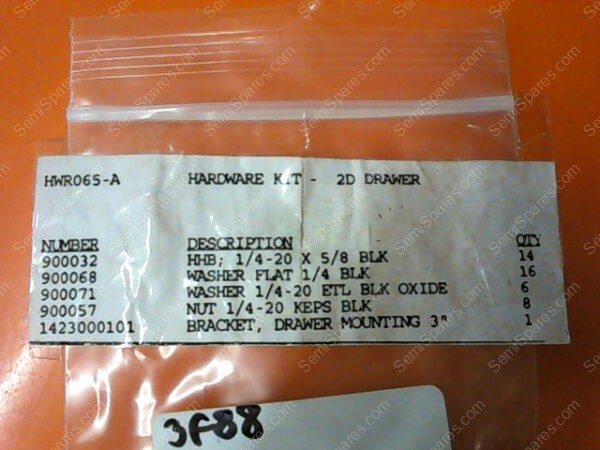 HWR065-A HARDWARE KIT - 2D DRAWER
NUMBER DESCRIPTION QTY
900032 HHB; 1/4-20 X 5/8 BLK 14
900068 WASHER FLAT 1/4 BLK 16
900071 WASHER 1/4-20 ETL BLK OXIDE 6
900057 NUT 1/4-20 KEPS BLK 8
1423000101 BRACKET, DRAWER MOUNTING 3" 1
3F88
SemiSpares.com